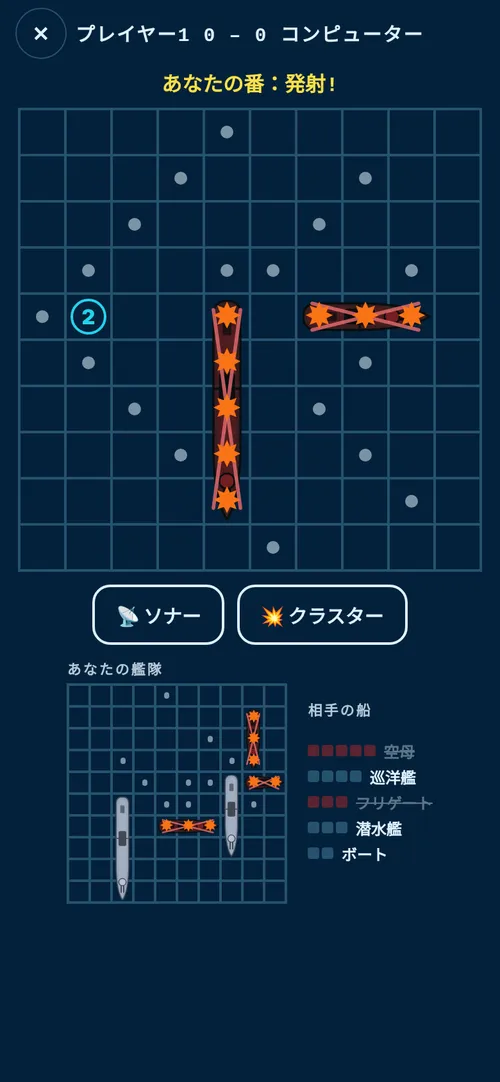 ✕ プレイヤー1 0 – 0 コンピューター
あなたの番：発射!
2
📡 ソナー
💥 クラスター
あなたの艦隊
相手の船
空母
巡洋艦
フリゲート
潜水艦
ボート